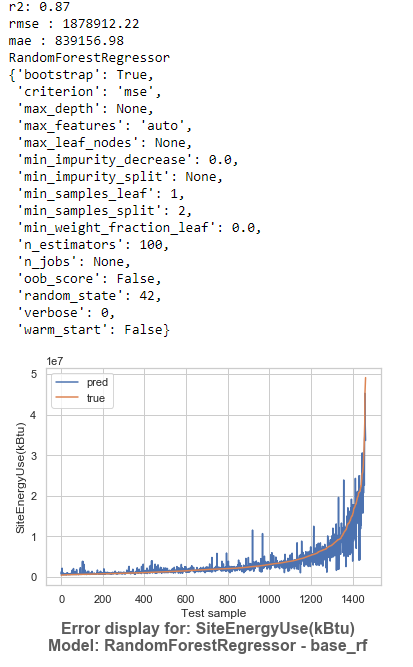 r2: 0.87
rmse : 1878912.22
mae : 839156.98
RandomForestRegressor
{'bootstrap': True,
'criterion': 'mse',
'max_depth': None,
'max_features': 'auto',
'max_leaf_nodes': None,
'min_impurity_decrease': 0.0,
'min_impurity_split': None,
'min_samples_leaf': 1,
'min_samples_split': 2,
'min_weight_fraction_leaf': 0.0,
'n_estimators': 100,
'n_jobs': None,
'oob_score': False,
'random_state': 42,
'verbose': 0,
'warm_start': False}
1e7
5
pred
true
4
3
2
1
0
SiteEnergyUse(kBtu)
0 200 400 600 800 1000 1200 1400
Test sample
Error display for: SiteEnergyUse(kBtu)
Model: RandomForestRegressor - base_rf